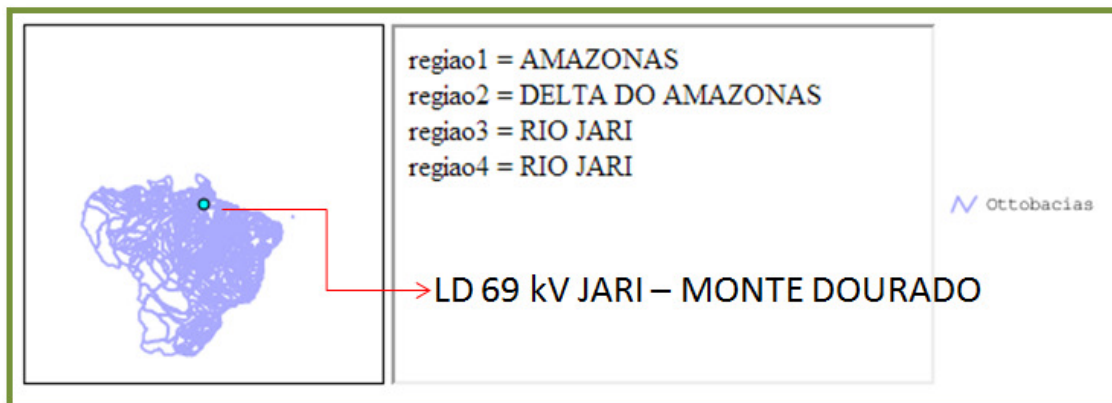 regiao1 = AMAZONAS
regiao2 = DELTA DO AMAZONAS
regiao3 = RIO JARI
regiao4 = RIO JARI
Ottobacias
LD 69 kV JARI – MONTE DOURADO